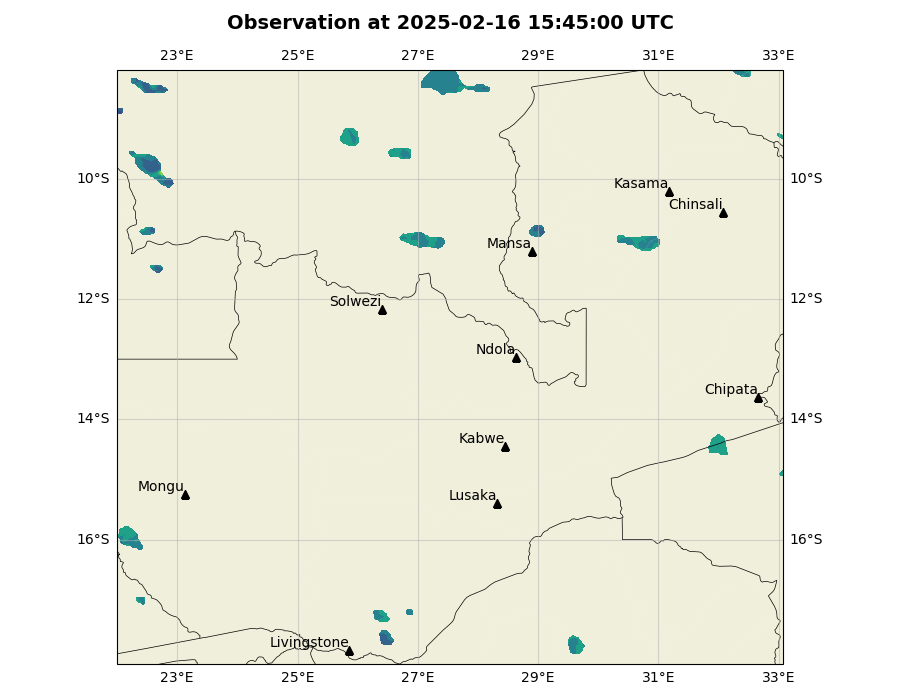 Observation at 2025-02-16 15:45:00 UTC
23°E 25°E 27°E 29°E 31°E 33°E
10°S 10°S
Kasama
Chinsali
Mansa
12°S 12°S
Solwezi
Ndola
Chipata
14°S 14°S
Kabwe
Mongu
Lusaka
16°S 16°S
Livingstone
23°E 25°E 27°E 29°E 31°E 33°E